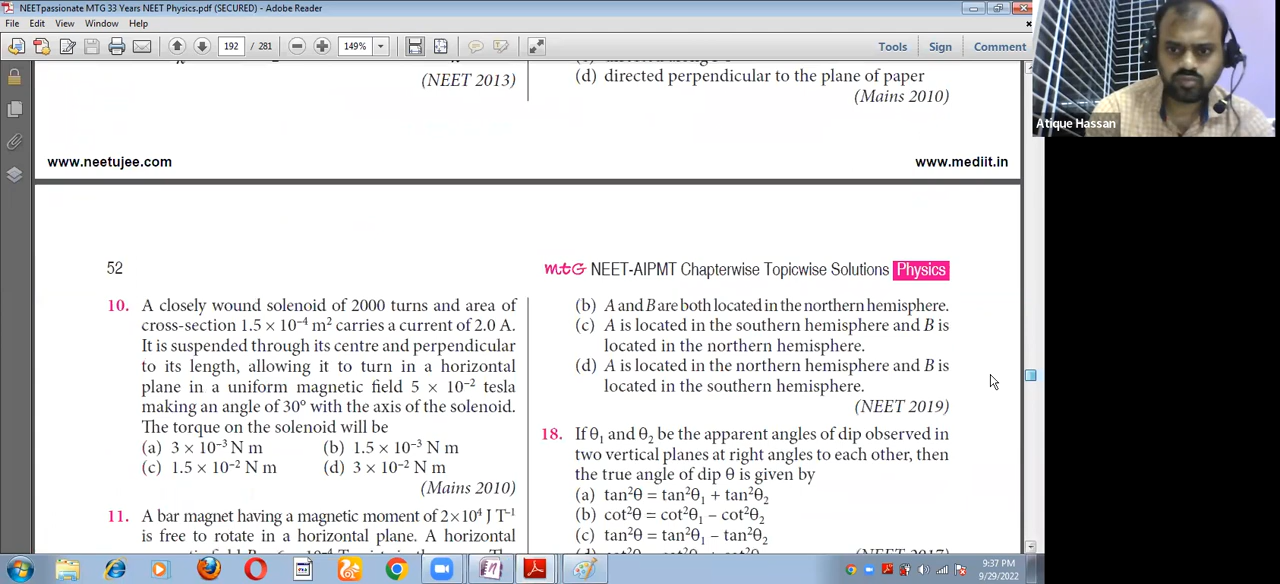 NEETpassionate MTG 33 Years NEET Physics.pdf (SECURED) - Adobe Reader
File Edit View Window Help
192 / 281 149% Tools Sign Comment
Atique Hassan
(NEET 2013)
(d) directed perpendicular to the plane of paper
(Mains 2010)
www.neetujee.com
www.mediit.in
52
mtG NEET-AIPMT Chapterwise Topicwise Solutions Physics
10. A closely wound solenoid of 2000 turns and area of
cross-section 1.5 × 10⁻⁴ m² carries a current of 2.0 A.
It is suspended through its centre and perpendicular
to its length, allowing it to turn in a horizontal
plane in a uniform magnetic field 5 × 10⁻² tesla
making an angle of 30° with the axis of the solenoid.
The torque on the solenoid will be
(a) 3 × 10⁻³ N m (b) 1.5 × 10⁻³ N m
(c) 1.5 × 10⁻² N m (d) 3 × 10⁻² N m
(Mains 2010)
11. A bar magnet having a magnetic moment of 2×10⁴ J T⁻¹
is free to rotate in a horizontal plane. A horizontal
(b) A and B are both located in the northern hemisphere.
(c) A is located in the southern hemisphere and B is
located in the northern hemisphere.
(d) A is located in the northern hemisphere and B is
located in the southern hemisphere.
(NEET 2019)
18. If θ₁ and θ₂ be the apparent angles of dip observed in
two vertical planes at right angles to each other, then
the true angle of dip θ is given by
(a) tan²θ = tan²θ₁ + tan²θ₂
(b) cot²θ = cot²θ₁ – cot²θ₂
(c) tan²θ = tan²θ₁ – tan²θ₂
9:37 PM
9/29/2022